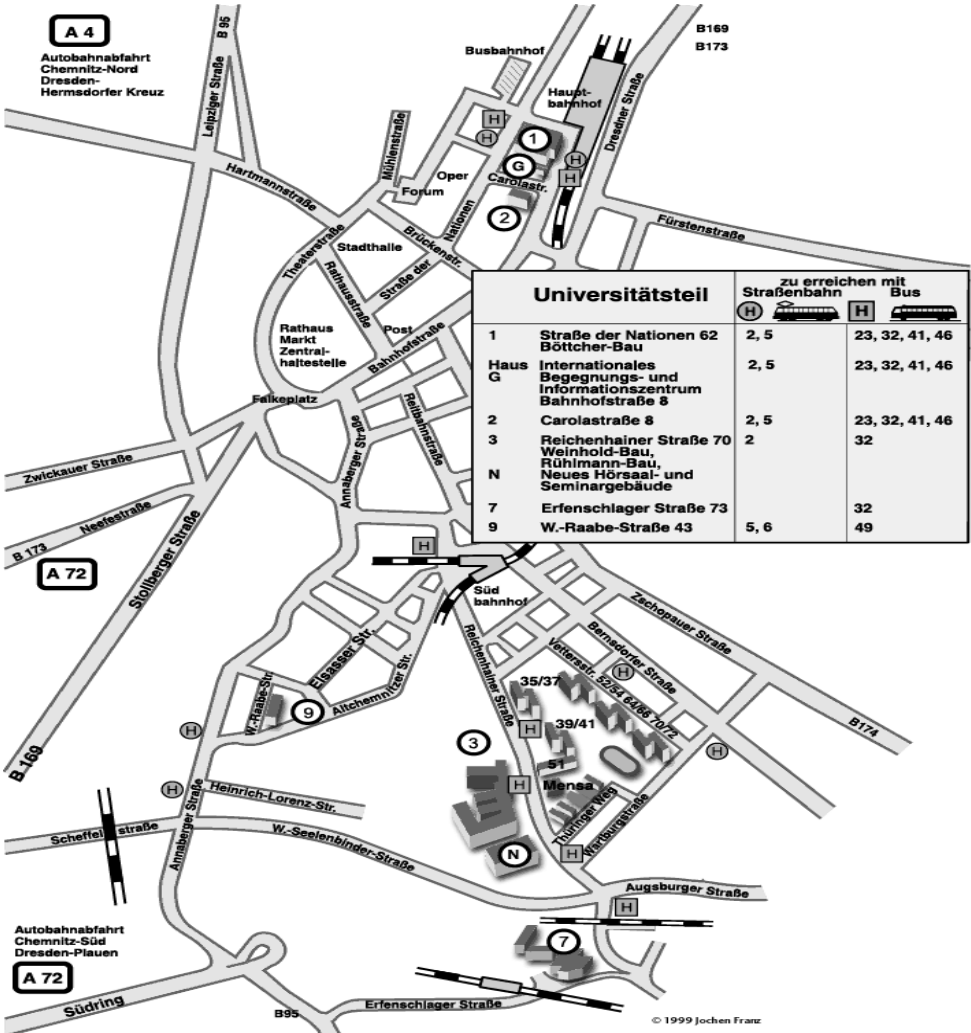 A 4
Autobahnabfahrt
Chemnitz-Nord
Dresden-
Hermsdorfer Kreuz
B 95
Leipziger Straße
B169
B173
Busbahnhof
Haupt-
bahnhof
Dresdner Straße
H
H
1
G
H
H
Carolastr.
2
Mühlenstraße
Oper
Forum
Hartmannstraße
Theaterstraße
Stadthalle
Brückenstr.
Nationen
Straße der
Rathausstraße
Fürstenstraße
Rathaus
Markt
Zentral-
haltestelle
Post
Bahnhofstraße
Falkeplatz
Reitbahnstraße
Annaberger Straße
Zwickauer Straße
Neefestraße
B 173
A 72
Stollberger Straße
B 169
Universitätsteil
zu erreichen mit
Straßenbahn Bus
H H
1 Straße der Nationen 62 2, 5 23, 32, 41, 46
Böttcher-Bau
Haus Internationales 2, 5 23, 32, 41, 46
G Begegnungs- und
Informationszentrum
Bahnhofstraße 8
2 Carolastraße 8 2, 5 23, 32, 41, 46
3 Reichenhainer Straße 70 2 32
Weinhold-Bau,
Rühlmann-Bau,
N Neues Hörsaal- und
Seminargebäude
7 Erfenschlager Straße 73 32
9 W.-Raabe-Straße 43 5, 6 49
H
Süd
bahnhof
Zschopauer Straße
Bernsdorfer Straße
Reichenhainer Straße
Vettersstr. 52/54 64/66 70/72
H
B174
H
Elsasser Str.
Altchemnitzer Str.
W.-Raabe-Str
9
H
H
35/37
H
39/41
51
3
H
Mensa
Thüringer Weg
Wartburgstraße
N
H
Heinrich-Lorenz-Str.
Scheffelstraße
Annaberger Straße
W.-Seelenbinder-Straße
Augsburger Straße
H
7
Autobahnabfahrt
Chemnitz-Süd
Dresden-Plauen
A 72
Südring
B95
Erfenschlager Straße
© 1999 Jochen Franz